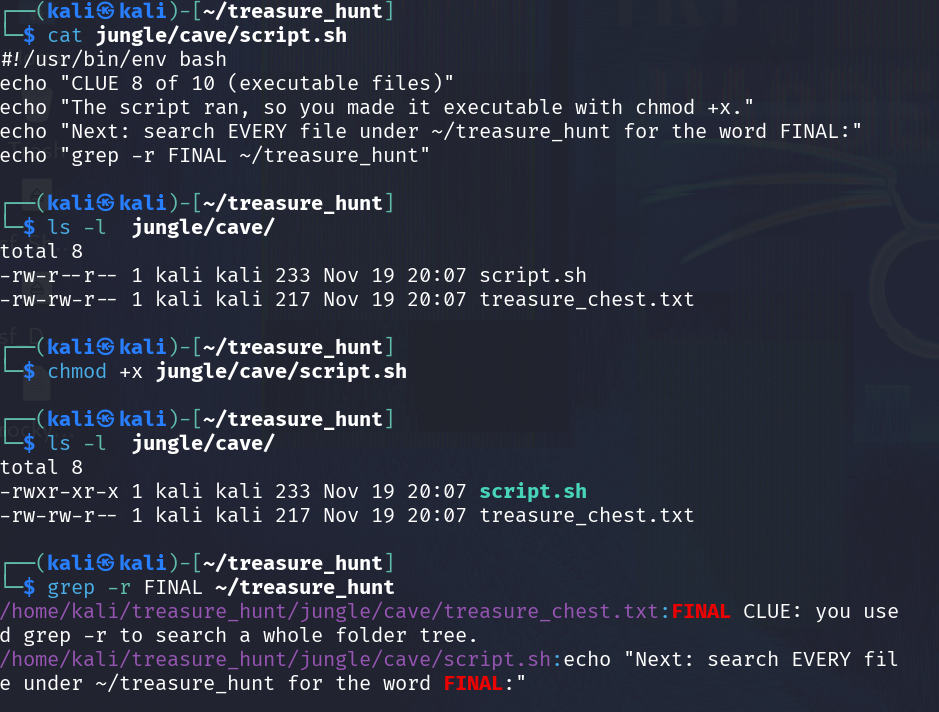 ┌──(kali㉿kali)-[~/treasure_hunt]
└─$ cat jungle/cave/script.sh
#!/usr/bin/env bash
echo "CLUE 8 of 10 (executable files)"
echo "The script ran, so you made it executable with chmod +x."
echo "Next: search EVERY file under ~/treasure_hunt for the word FINAL:"
echo "grep -r FINAL ~/treasure_hunt"
┌──(kali㉿kali)-[~/treasure_hunt]
└─$ ls -l  jungle/cave/
total 8
-rw-r--r-- 1 kali kali 233 Nov 19 20:07 script.sh
-rw-rw-r-- 1 kali kali 217 Nov 19 20:07 treasure_chest.txt
┌──(kali㉿kali)-[~/treasure_hunt]
└─$ chmod +x jungle/cave/script.sh
┌──(kali㉿kali)-[~/treasure_hunt]
└─$ ls -l  jungle/cave/
total 8
-rwxr-xr-x 1 kali kali 233 Nov 19 20:07 script.sh
-rw-rw-r-- 1 kali kali 217 Nov 19 20:07 treasure_chest.txt
┌──(kali㉿kali)-[~/treasure_hunt]
└─$ grep -r FINAL ~/treasure_hunt
/home/kali/treasure_hunt/jungle/cave/treasure_chest.txt:FINAL CLUE: you use
d grep -r to search a whole folder tree.
/home/kali/treasure_hunt/jungle/cave/script.sh:echo "Next: search EVERY fil
e under ~/treasure_hunt for the word FINAL:"